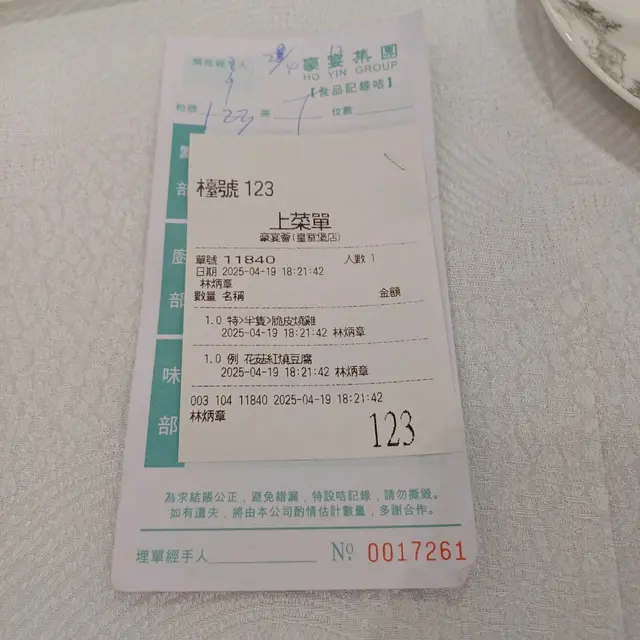 豪宴集團
HO YIN GROUP
【食品記錄咭】
枱號 123 茶 7 位數
檯號 123
上菜單
豪宴薈(皇室堡店)
單號 11840 人數 1
日期 2025-04-19 18:21:42
林炳章
數量 名稱 金額
1.0 特>半隻>脆皮燒雞
2025-04-19 18:21:42 林炳章
1.0 例 花菇紅燒豆腐
2025-04-19 18:21:42 林炳章
003 104 11840 2025-04-19 18:21:42
林炳章
123
廚
部
部
味
部
為求結賬公正，避免錯漏，特設咭記錄，請勿撕毀。
如有遺失，將由本公司酌情估計數量，多謝合作。
埋單經手人
Nº 0017261